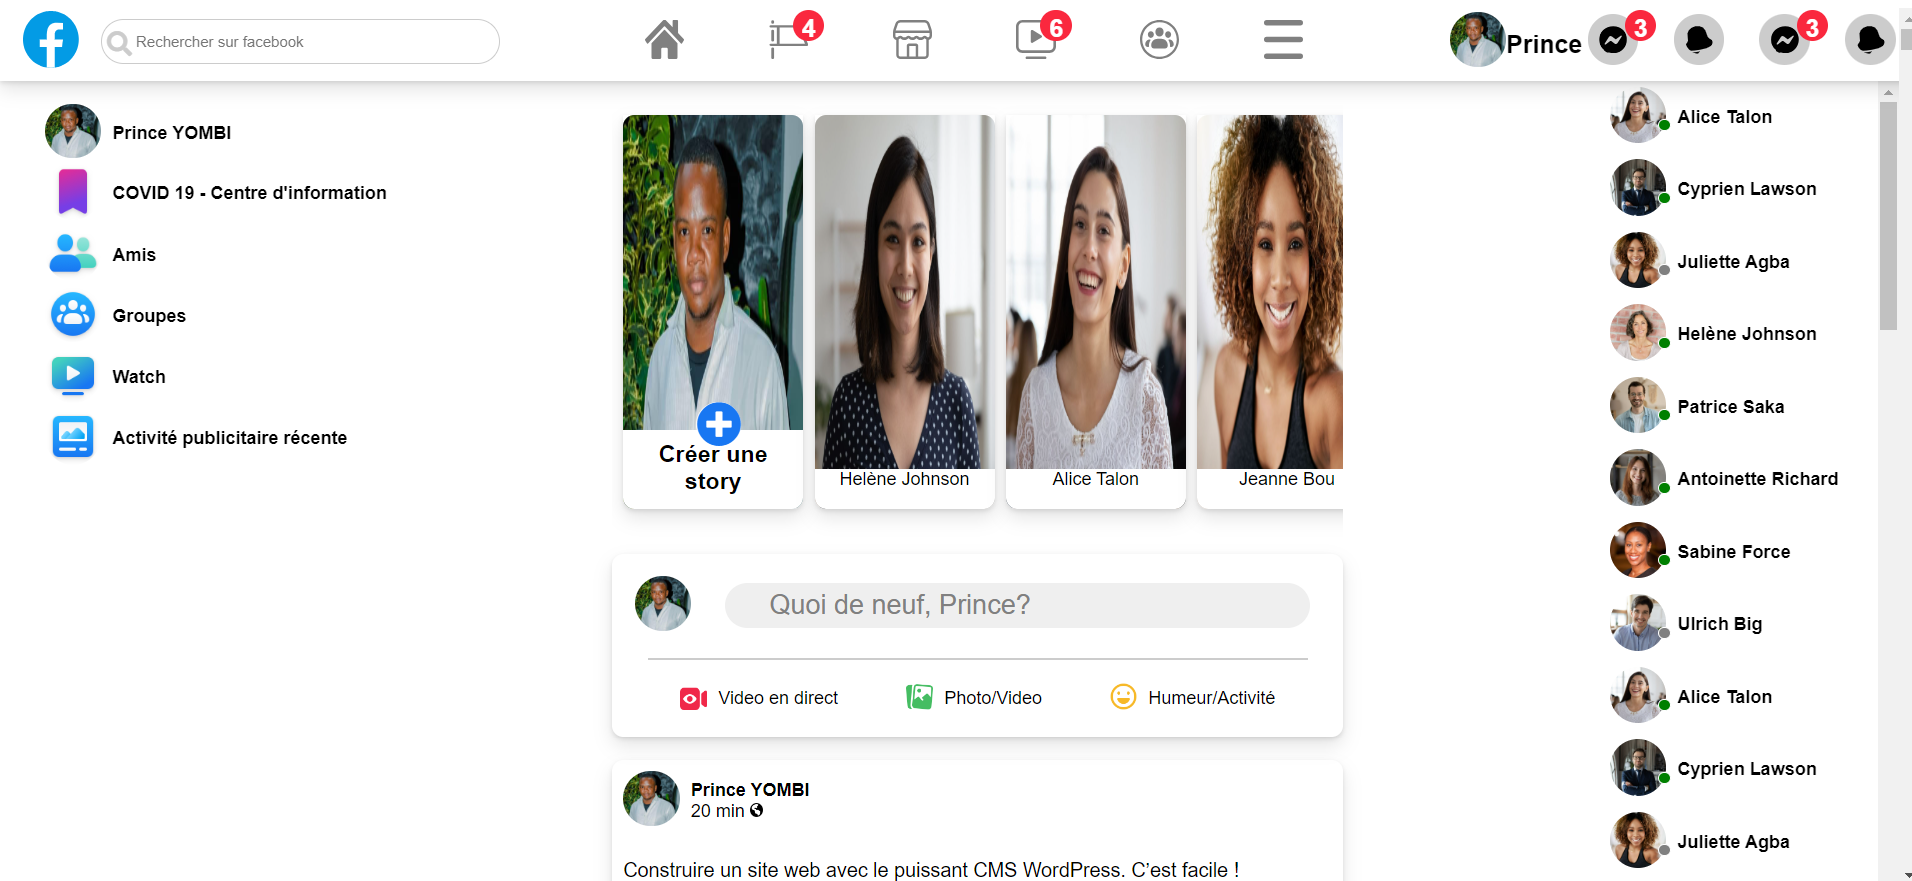 Rechercher sur facebook
4
6
Prince
3
3
Prince YOMBI
COVID 19 - Centre d'information
Amis
Groupes
Watch
Activité publicitaire récente
Créer une
story
Helène Johnson
Alice Talon
Jeanne Bou
Quoi de neuf, Prince?
Video en direct
Photo/Video
Humeur/Activité
Prince YOMBI
20 min
Construire un site web avec le puissant CMS WordPress. C’est facile !
Alice Talon
Cyprien Lawson
Juliette Agba
Helène Johnson
Patrice Saka
Antoinette Richard
Sabine Force
Ulrich Big
Alice Talon
Cyprien Lawson
Juliette Agba